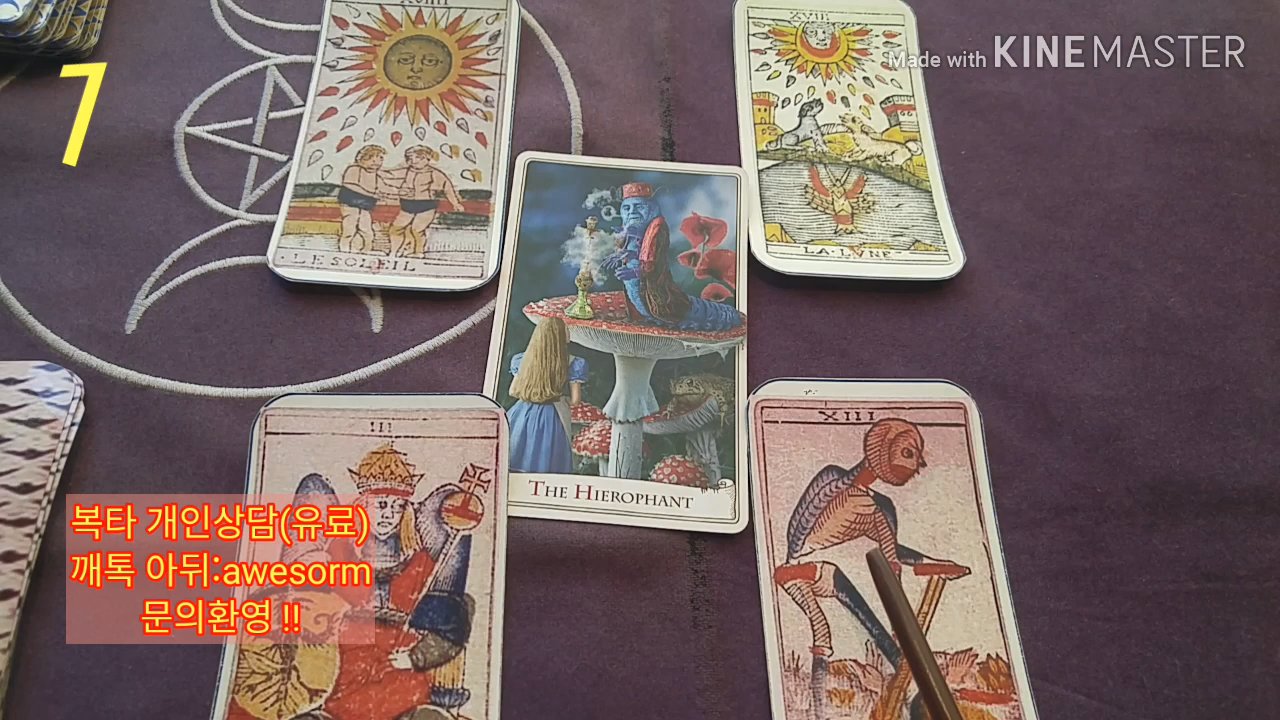 7
XVIIII
LE SOLEIL
XVIII
LA·LVNE
Made with KINEMASTER
THE HIEROPHANT
III
XIII
복타 개인상담(유료)
깨톡 아뒤:awesorm
문의환영 !!